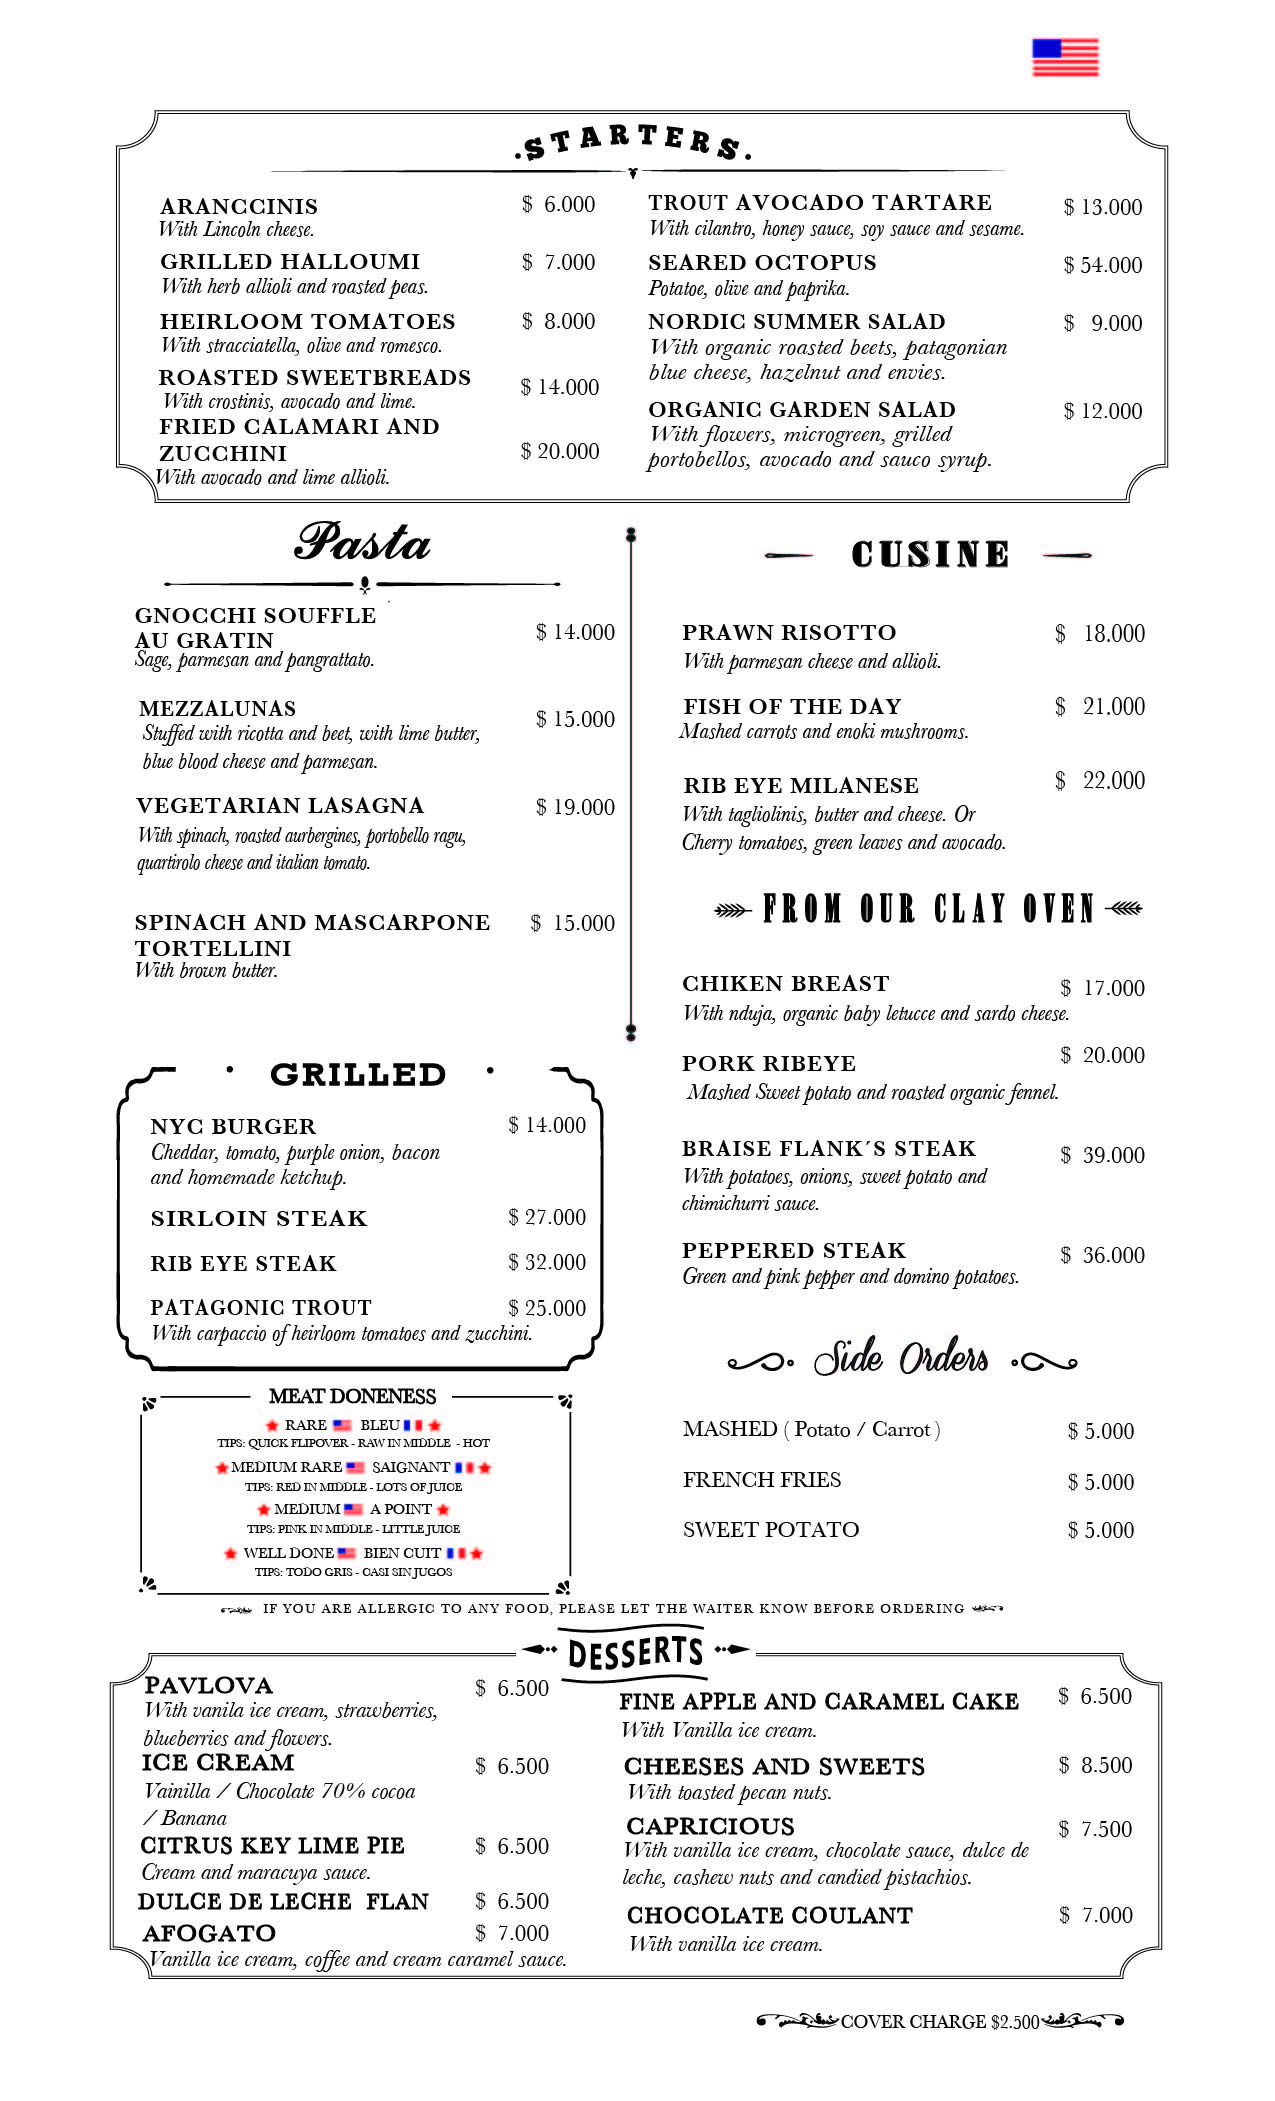 .STARTERS.
ARANCCINIS $ 6.000
With Lincoln cheese.
GRILLED HALLOUMI $ 7.000
With herb allioli and roasted peas.
HEIRLOOM TOMATOES $ 8.000
With stracciatella, olive and romesco.
ROASTED SWEETBREADS $ 14.000
With crostinis, avocado and lime.
FRIED CALAMARI AND
ZUCCHINI $ 20.000
With avocado and lime allioli.
TROUT AVOCADO TARTARE $ 13.000
With cilantro, honey sauce, soy sauce and sesame.
SEARED OCTOPUS $ 54.000
Potatoe, olive and paprika.
NORDIC SUMMER SALAD $ 9.000
With organic roasted beets, patagonian
blue cheese, hazelnut and envies.
ORGANIC GARDEN SALAD $ 12.000
With flowers, microgreen, grilled
portobellos, avocado and sauco syrup.
Pasta
GNOCCHI SOUFFLE
AU GRATIN $ 14.000
Sage, parmesan and pangrattato.
MEZZALUNAS $ 15.000
Stuffed with ricotta and beet, with lime butter,
blue blood cheese and parmesan.
VEGETARIAN LASAGNA $ 19.000
With spinach, roasted aurbergines, portobello ragu,
quartirolo cheese and italian tomato.
SPINACH AND MASCARPONE $ 15.000
TORTELLINI
With brown butter.
CUSINE
PRAWN RISOTTO $ 18.000
With parmesan cheese and allioli.
FISH OF THE DAY $ 21.000
Mashed carrots and enoki mushrooms.
RIB EYE MILANESE $ 22.000
With tagliolinis, butter and cheese. Or
Cherry tomatoes, green leaves and avocado.
FROM OUR CLAY OVEN
CHIKEN BREAST $ 17.000
With nduja, organic baby letucce and sardo cheese.
PORK RIBEYE $ 20.000
Mashed Sweet potato and roasted organic fennel.
BRAISE FLANK´S STEAK $ 39.000
With potatoes, onions, sweet potato and
chimichurri sauce.
PEPPERED STEAK $ 36.000
Green and pink pepper and domino potatoes.
GRILLED
NYC BURGER $ 14.000
Cheddar, tomato, purple onion, bacon
and homemade ketchup.
SIRLOIN STEAK $ 27.000
RIB EYE STEAK $ 32.000
PATAGONIC TROUT $ 25.000
With carpaccio of heirloom tomatoes and zucchini.
Side Orders
MASHED ( Potato / Carrot ) $ 5.000
FRENCH FRIES $ 5.000
SWEET POTATO $ 5.000
MEAT DONENESS
RARE BLEU
TIPS: QUICK FLIPOVER - RAW IN MIDDLE - HOT
MEDIUM RARE SAIGNANT
TIPS: RED IN MIDDLE - LOTS OF JUICE
MEDIUM A POINT
TIPS: PINK IN MIDDLE - LITTLE JUICE
WELL DONE BIEN CUIT
TIPS: TODO GRIS - CASI SIN JUGOS
IF YOU ARE ALLERGIC TO ANY FOOD, PLEASE LET THE WAITER KNOW BEFORE ORDERING
DESSERTS
PAVLOVA $ 6.500
With vanila ice cream, strawberries,
blueberries and flowers.
ICE CREAM $ 6.500
Vainilla / Chocolate 70% cocoa
/ Banana
CITRUS KEY LIME PIE $ 6.500
Cream and maracuya sauce.
DULCE DE LECHE FLAN $ 6.500
AFOGATO $ 7.000
Vanilla ice cream, coffee and cream caramel sauce.
FINE APPLE AND CARAMEL CAKE $ 6.500
With Vanilla ice cream.
CHEESES AND SWEETS $ 8.500
With toasted pecan nuts.
CAPRICIOUS $ 7.500
With vanilla ice cream, chocolate sauce, dulce de
leche, cashew nuts and candied pistachios.
CHOCOLATE COULANT $ 7.000
With vanilla ice cream.
COVER CHARGE $2.500